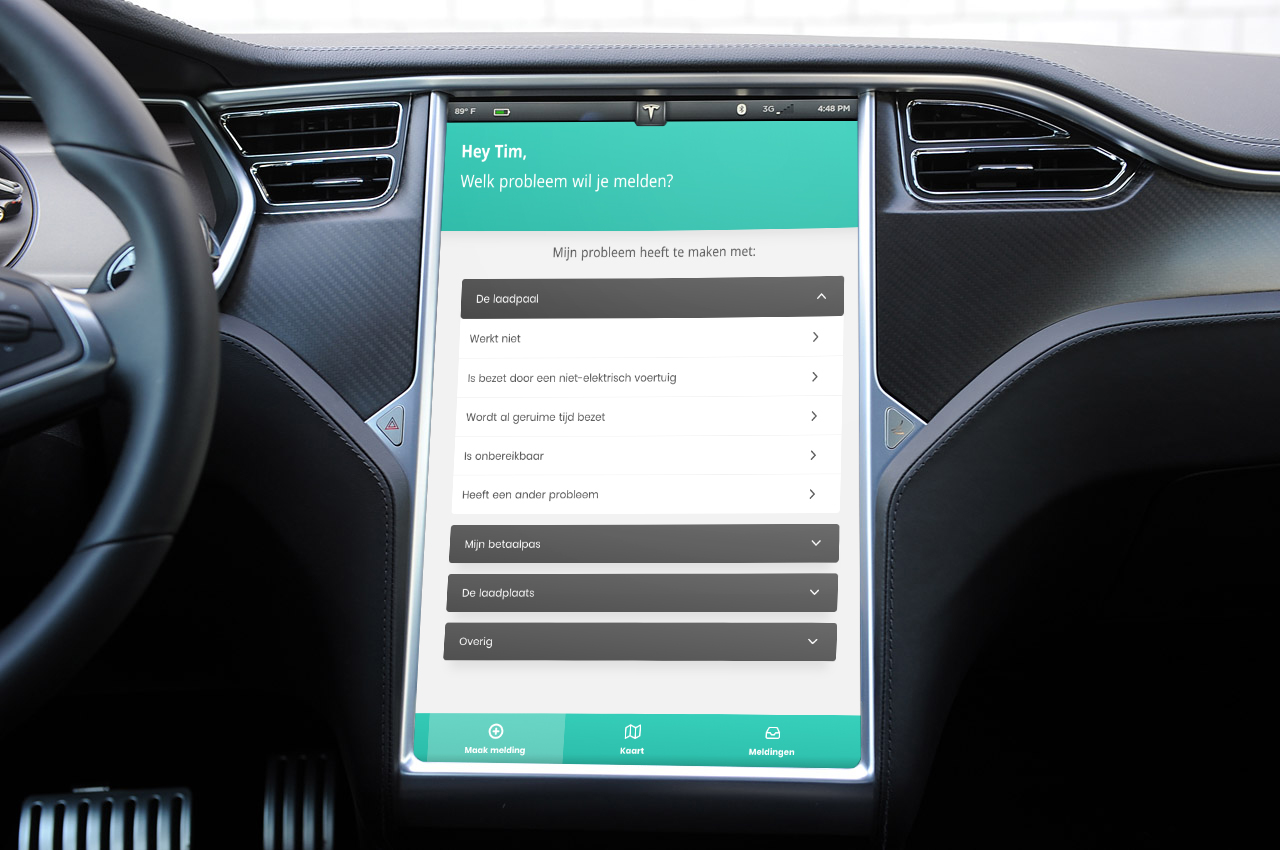 89° F
3G
4:48 PM
Hey Tim,
Welk probleem wil je melden?
Mijn probleem heeft te maken met:
De laadpaal
Werkt niet
Is bezet door een niet-elektrisch voertuig
Wordt al geruime tijd bezet
Is onbereikbaar
Heeft een ander probleem
Mijn betaalpas
De laadplaats
Overig
Maak melding
Kaart
Meldingen